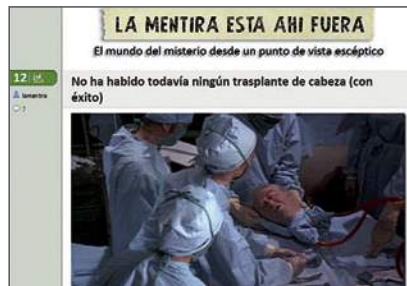 LA MENTIRA ESTA AHI FUERA
El mundo del misterio desde un punto de vista escéptico
12
No ha habido todavía ningún trasplante de cabeza (con
éxito)
lamentira